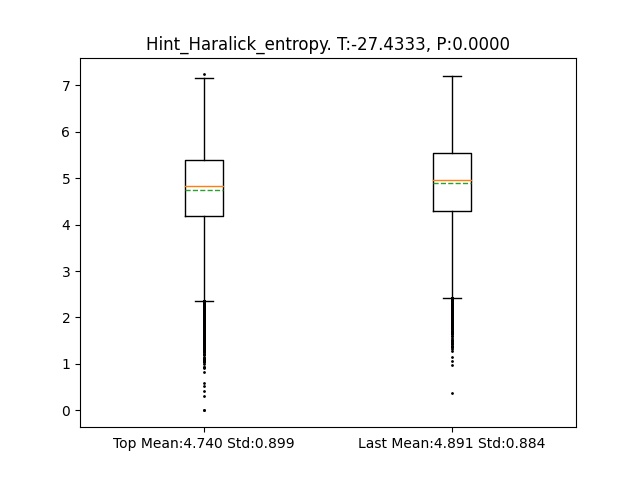 Hint_Haralick_entropy. T:-27.4333, P:0.0000
7
6
5
4
3
2
1
0
Top Mean:4.740 Std:0.899
Last Mean:4.891 Std:0.884